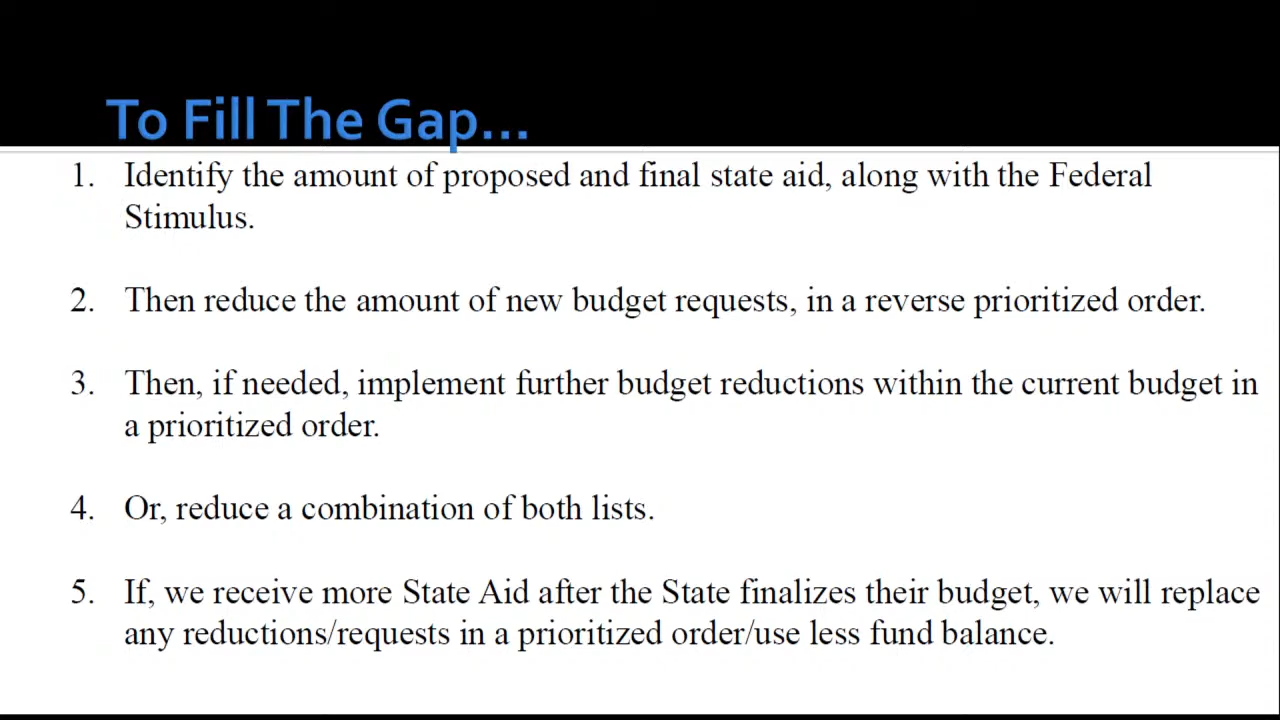 To Fill The Gap...
1. Identify the amount of proposed and final state aid, along with the Federal
Stimulus.
2. Then reduce the amount of new budget requests, in a reverse prioritized order.
3. Then, if needed, implement further budget reductions within the current budget in
a prioritized order.
4. Or, reduce a combination of both lists.
5. If, we receive more State Aid after the State finalizes their budget, we will replace
any reductions/requests in a prioritized order/use less fund balance.